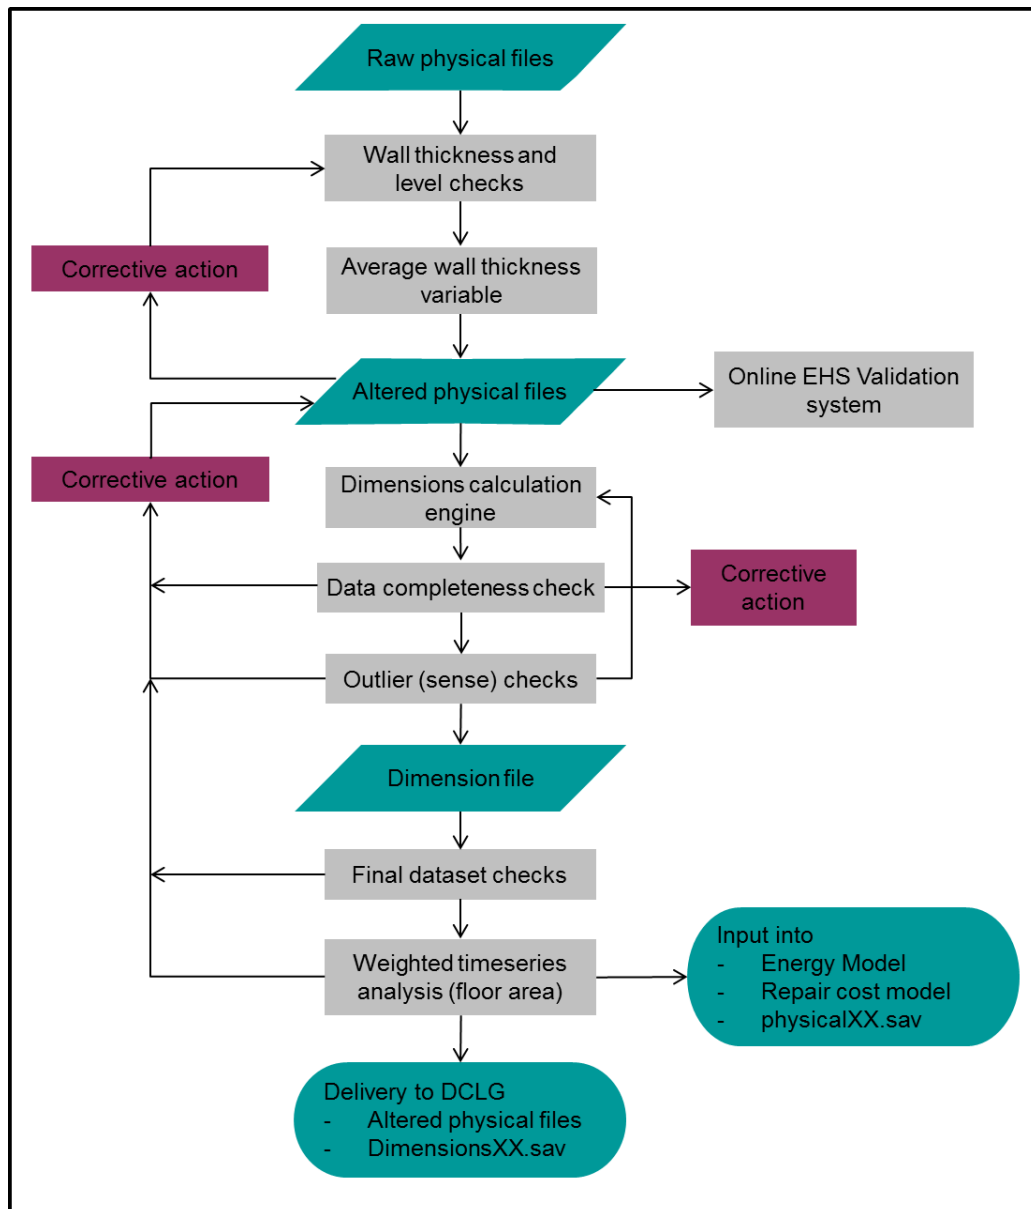 Raw physical files
Wall thickness and
level checks
Corrective action
Average wall thickness
variable
Altered physical files
Online EHS Validation
system
Corrective action
Dimensions calculation
engine
Data completeness check
Corrective
action
Outlier (sense) checks
Dimension file
Final dataset checks
Weighted timeseries
analysis (floor area)
Input into
- Energy Model
- Repair cost model
- physicalXX.sav
Delivery to DCLG
- Altered physical files
- DimensionsXX.sav